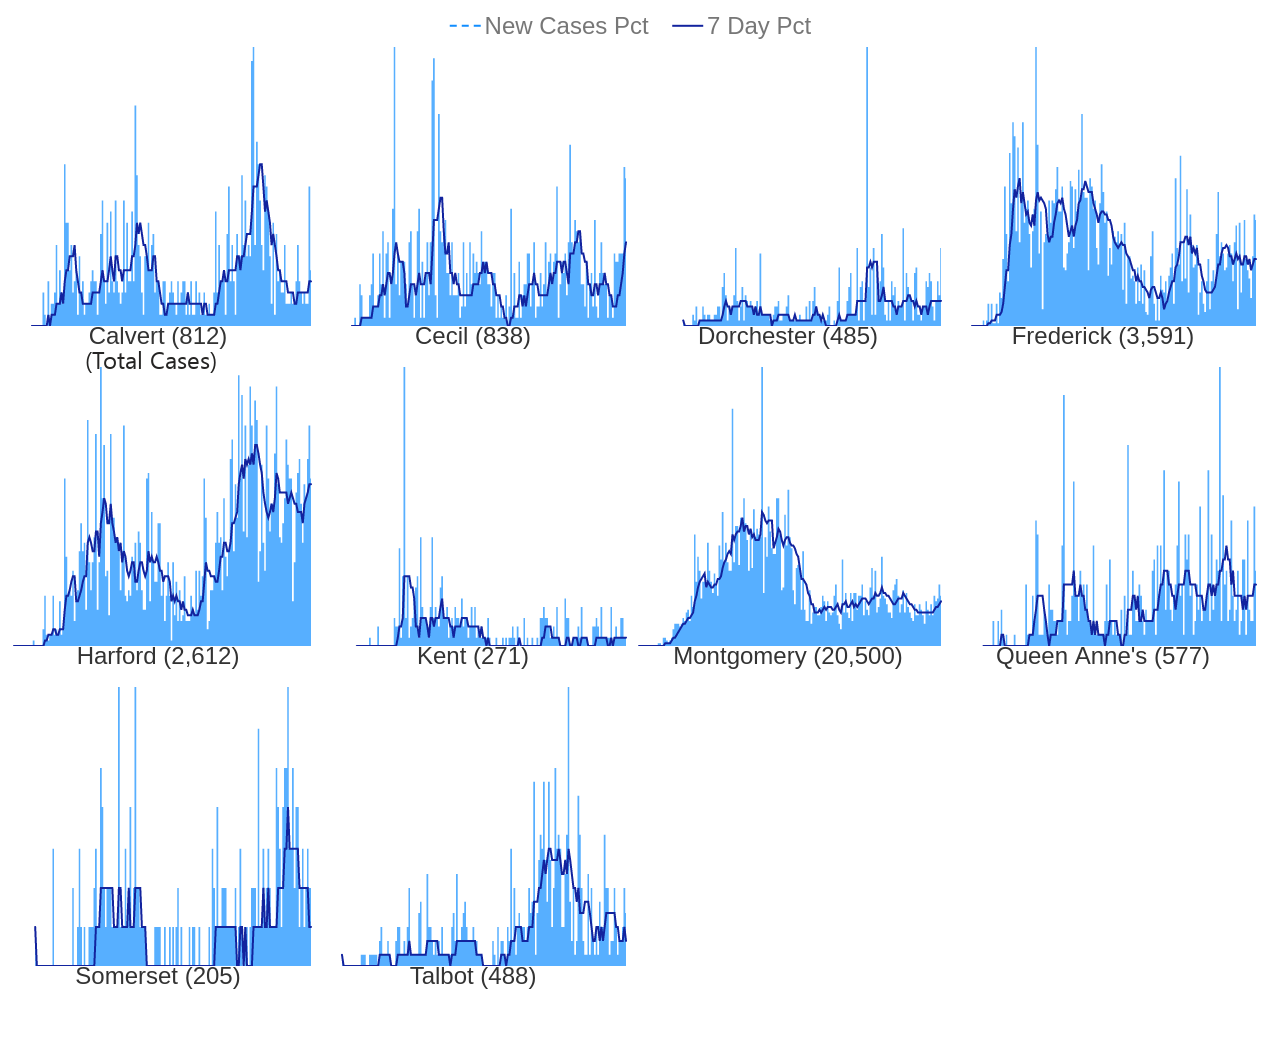 New Cases Pct 7 Day Pct
Calvert (812) Cecil (838) Dorchester (485) Frederick (3,591)
(Total Cases)
Harford (2,612) Kent (271) Montgomery (20,500) Queen Anne's (577)
Somerset (205) Talbot (488)